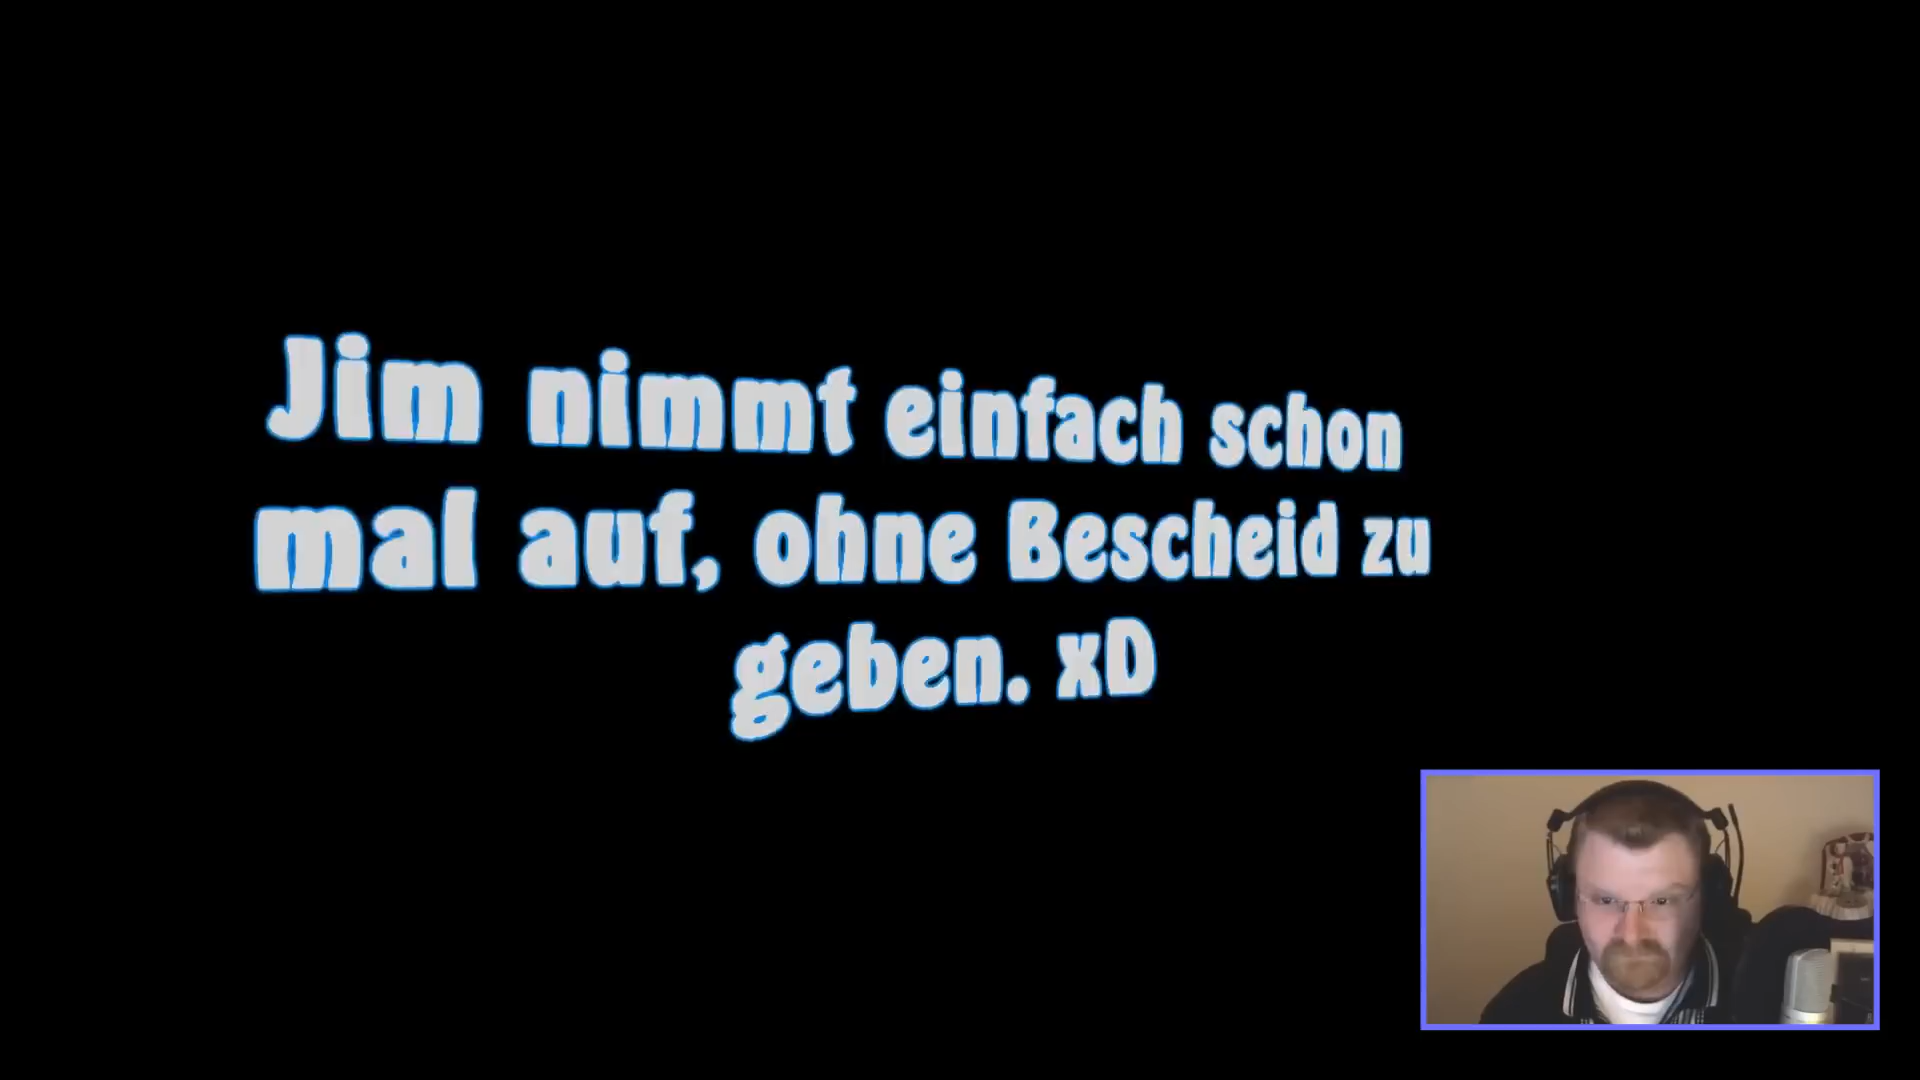 Jim nimmt einfach schon
mal auf, ohne Bescheid zu
geben. xD